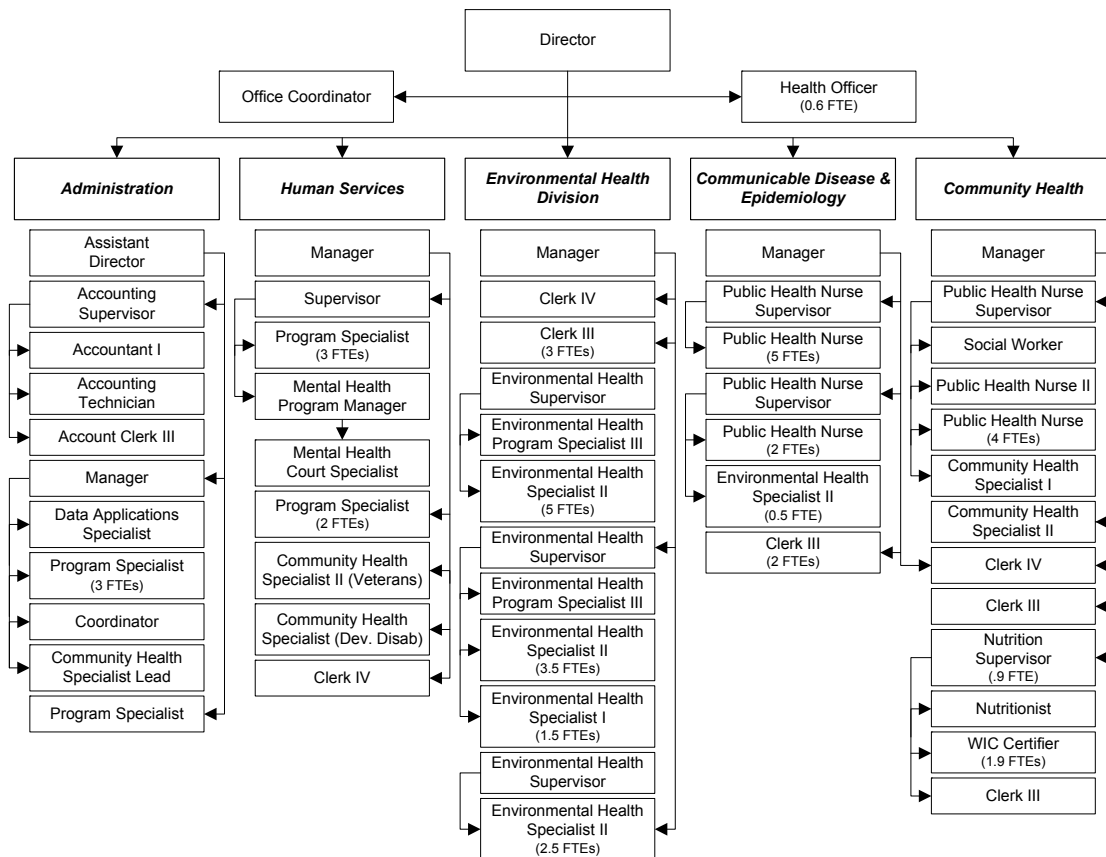 Director
Office Coordinator
Health Officer
(0.6 FTE)
Administration
Human Services
Environmental Health
Division
Communicable Disease &
Epidemiology
Community Health
Assistant
Director
Accounting
Supervisor
Accountant I
Accounting
Technician
Account Clerk III
Manager
Data Applications
Specialist
Program Specialist
(3 FTEs)
Coordinator
Community Health
Specialist Lead
Program Specialist
Manager
Supervisor
Program Specialist
(3 FTEs)
Mental Health
Program Manager
Mental Health
Court Specialist
Program Specialist
(2 FTEs)
Community Health
Specialist II (Veterans)
Community Health
Specialist (Dev. Disab)
Clerk IV
Manager
Clerk IV
Clerk III
(3 FTEs)
Environmental Health
Supervisor
Environmental Health
Program Specialist III
Environmental Health
Specialist II
(5 FTEs)
Environmental Health
Supervisor
Environmental Health
Program Specialist III
Environmental Health
Specialist II
(3.5 FTEs)
Environmental Health
Specialist I
(1.5 FTEs)
Environmental Health
Supervisor
Environmental Health
Specialist II
(2.5 FTEs)
Manager
Public Health Nurse
Supervisor
Public Health Nurse
(5 FTEs)
Public Health Nurse
Supervisor
Public Health Nurse
(2 FTEs)
Environmental Health
Specialist II
(0.5 FTE)
Clerk III
(2 FTEs)
Manager
Public Health Nurse
Supervisor
Social Worker
Public Health Nurse II
Public Health Nurse
(4 FTEs)
Community Health
Specialist I
Community Health
Specialist II
Clerk IV
Clerk III
Nutrition
Supervisor
(.9 FTE)
Nutritionist
WIC Certifier
(1.9 FTEs)
Clerk III